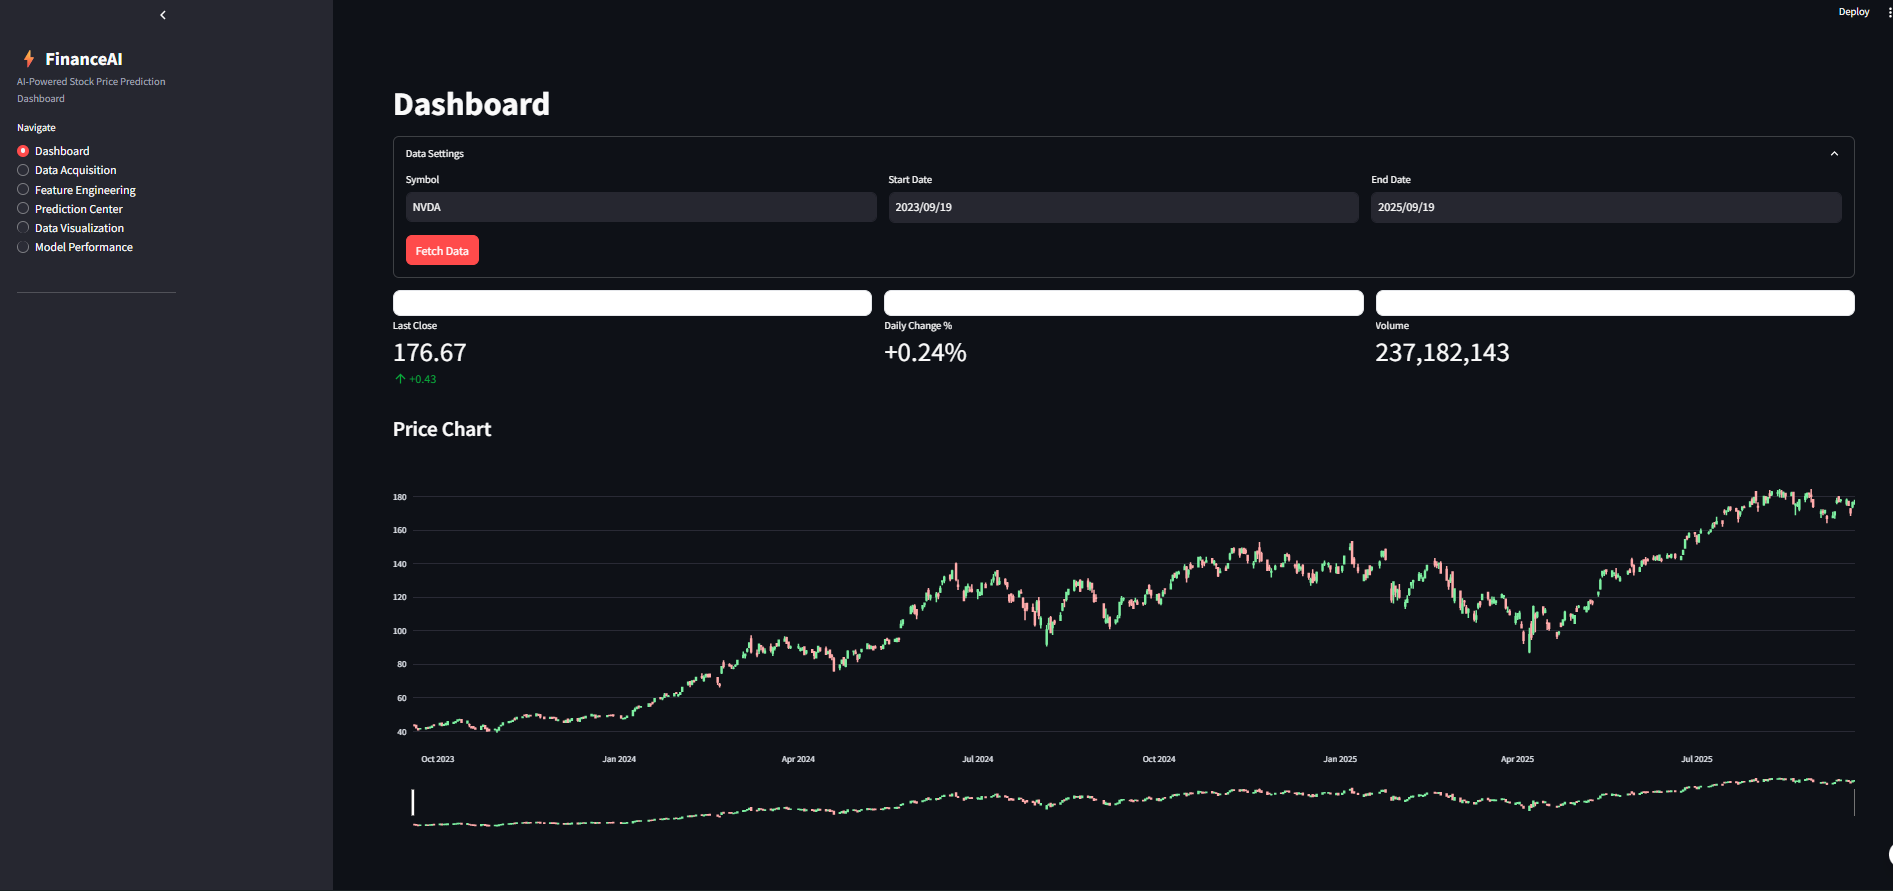 Deploy
FinanceAI
AI-Powered Stock Price Prediction
Dashboard
Navigate
Dashboard
Data Acquisition
Feature Engineering
Prediction Center
Data Visualization
Model Performance
Dashboard
Data Settings
Symbol
Start Date
End Date
NVDA
2023/09/19
2025/09/19
Fetch Data
Last Close
Daily Change %
Volume
176.67
+0.24%
237,182,143
+0.43
Price Chart
180
160
140
120
100
80
60
40
Oct 2023
Jan 2024
Apr 2024
Jul 2024
Oct 2024
Jan 2025
Apr 2025
Jul 2025